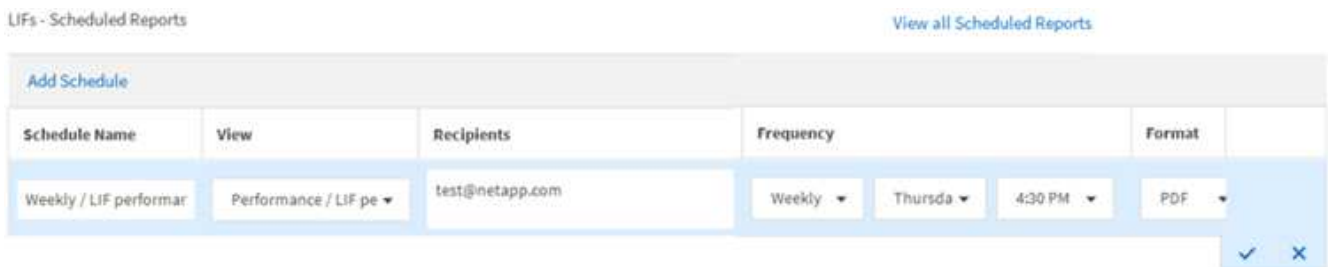 LIFs - Scheduled Reports View all Scheduled Reports
Add Schedule
Schedule Name View Recipients Frequency Format
Weekly / LIF performar Performance / LIF pe test@netapp.com Weekly Thursda 4:30 PM PDF